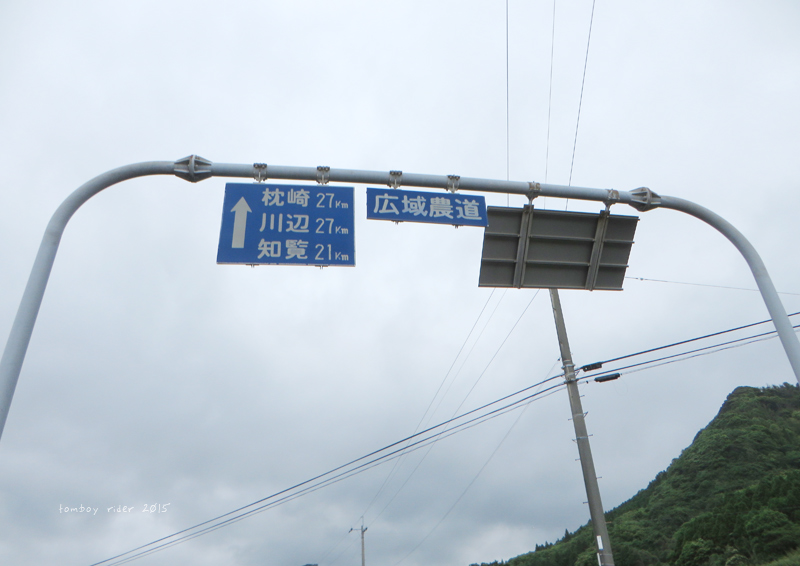 枕崎 27Km
川辺 27Km
知覧 21Km
広域農道
tomboy rider 2015